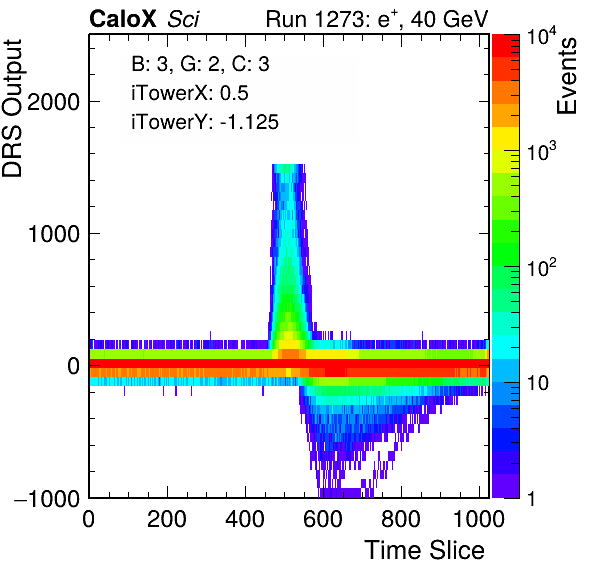 CaloX Sci Run 1273: e⁺, 40 GeV
B: 3, G: 2, C: 3
iTowerX: 0.5
iTowerY: -1.125
DRS Output
2000
1000
0
−1000
0 200 400 600 800 1000
Time Slice
Events
10⁴
10³
10²
10
1